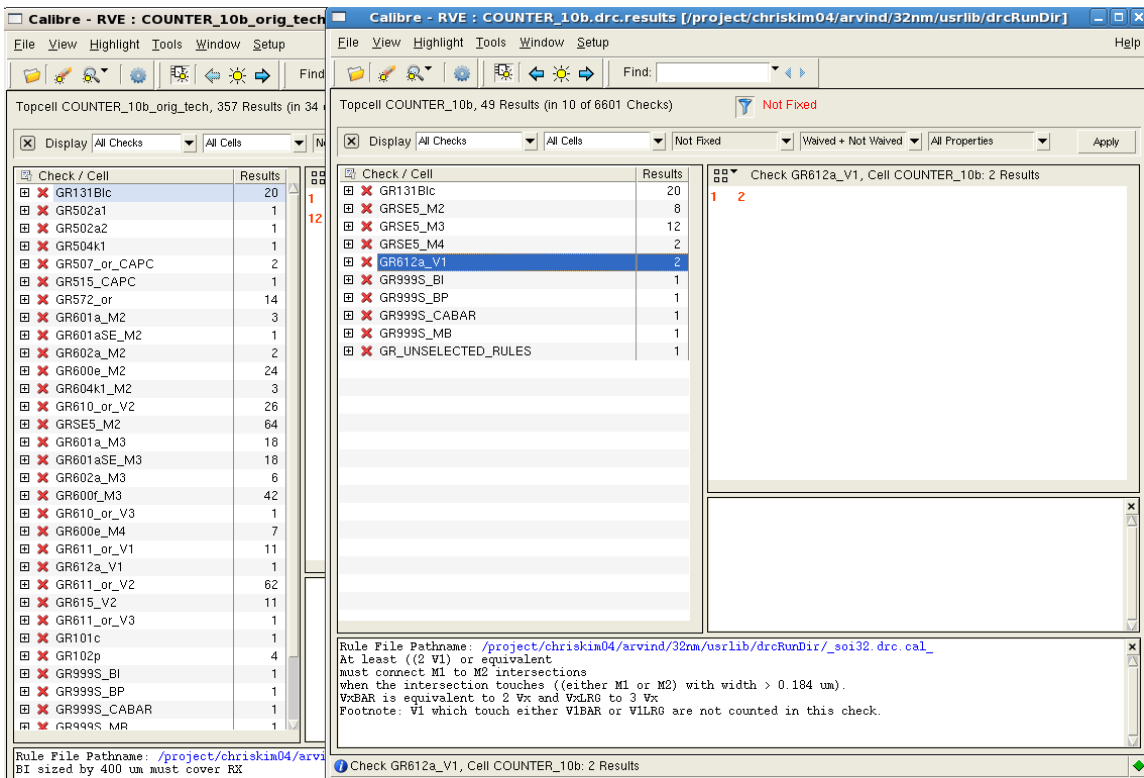 Calibre - RVE : COUNTER_10b_orig_tech
File View Highlight Tools Window Setup
Find
Topcell COUNTER_10b_orig_tech, 357 Results (in 34
Display All Checks All Cells
Check / Cell Results
GR131Blc 20
GR502a1 1
GR502a2 1
GR504k1 1
GR507_or_CAPC 2
GR515_CAPC 1
GR572_or 14
GR601a_M2 3
GR601aSE_M2 1
GR602a_M2 2
GR600e_M2 24
GR604k1_M2 3
GR610_or_V2 26
GRSE5_M2 64
GR601a_M3 18
GR601aSE_M3 18
GR602a_M3 6
GR600f_M3 42
GR610_or_V3 1
GR600e_M4 7
GR611_or_V1 11
GR612a_V1 1
GR611_or_V2 62
GR615_V2 11
GR611_or_V3 1
GR101c 1
GR102p 4
GR999S_BI 1
GR999S_BP 1
GR999S_CABAR 1
GR999S_MB 1
1
12
Rule File Pathname: /project/chriskim04/arvi
BI sized by 400 um must cover RX
Calibre - RVE : COUNTER_10b.drc.results [/project/chriskim04/arvind/32nm/usrlib/drcRunDir]
File View Highlight Tools Window Setup Help
Find:
Topcell COUNTER_10b, 49 Results (in 10 of 6601 Checks) Not Fixed
Display All Checks All Cells Not Fixed Waived + Not Waived All Properties Apply
Check / Cell Results
GR131Blc 20
GRSE5_M2 8
GRSE5_M3 12
GRSE5_M4 2
GR612a_V1 2
GR999S_BI 1
GR999S_BP 1
GR999S_CABAR 1
GR999S_MB 1
GR_UNSELECTED_RULES 1
Check GR612a_V1, Cell COUNTER_10b: 2 Results
1 2
Rule File Pathname: /project/chriskim04/arvind/32nm/usrlib/drcRunDir/_soi32.drc.cal_
At least ((2 V1) or equivalent
must connect M1 to M2 intersections
when the intersection touches ((either M1 or M2) with width > 0.184 um).
VxBAR is equivalent to 2 Vx and VxLRG to 3 Vx
Footnote: V1 which touch either V1BAR or V1LRG are not counted in this check.
Check GR612a_V1, Cell COUNTER_10b: 2 Results